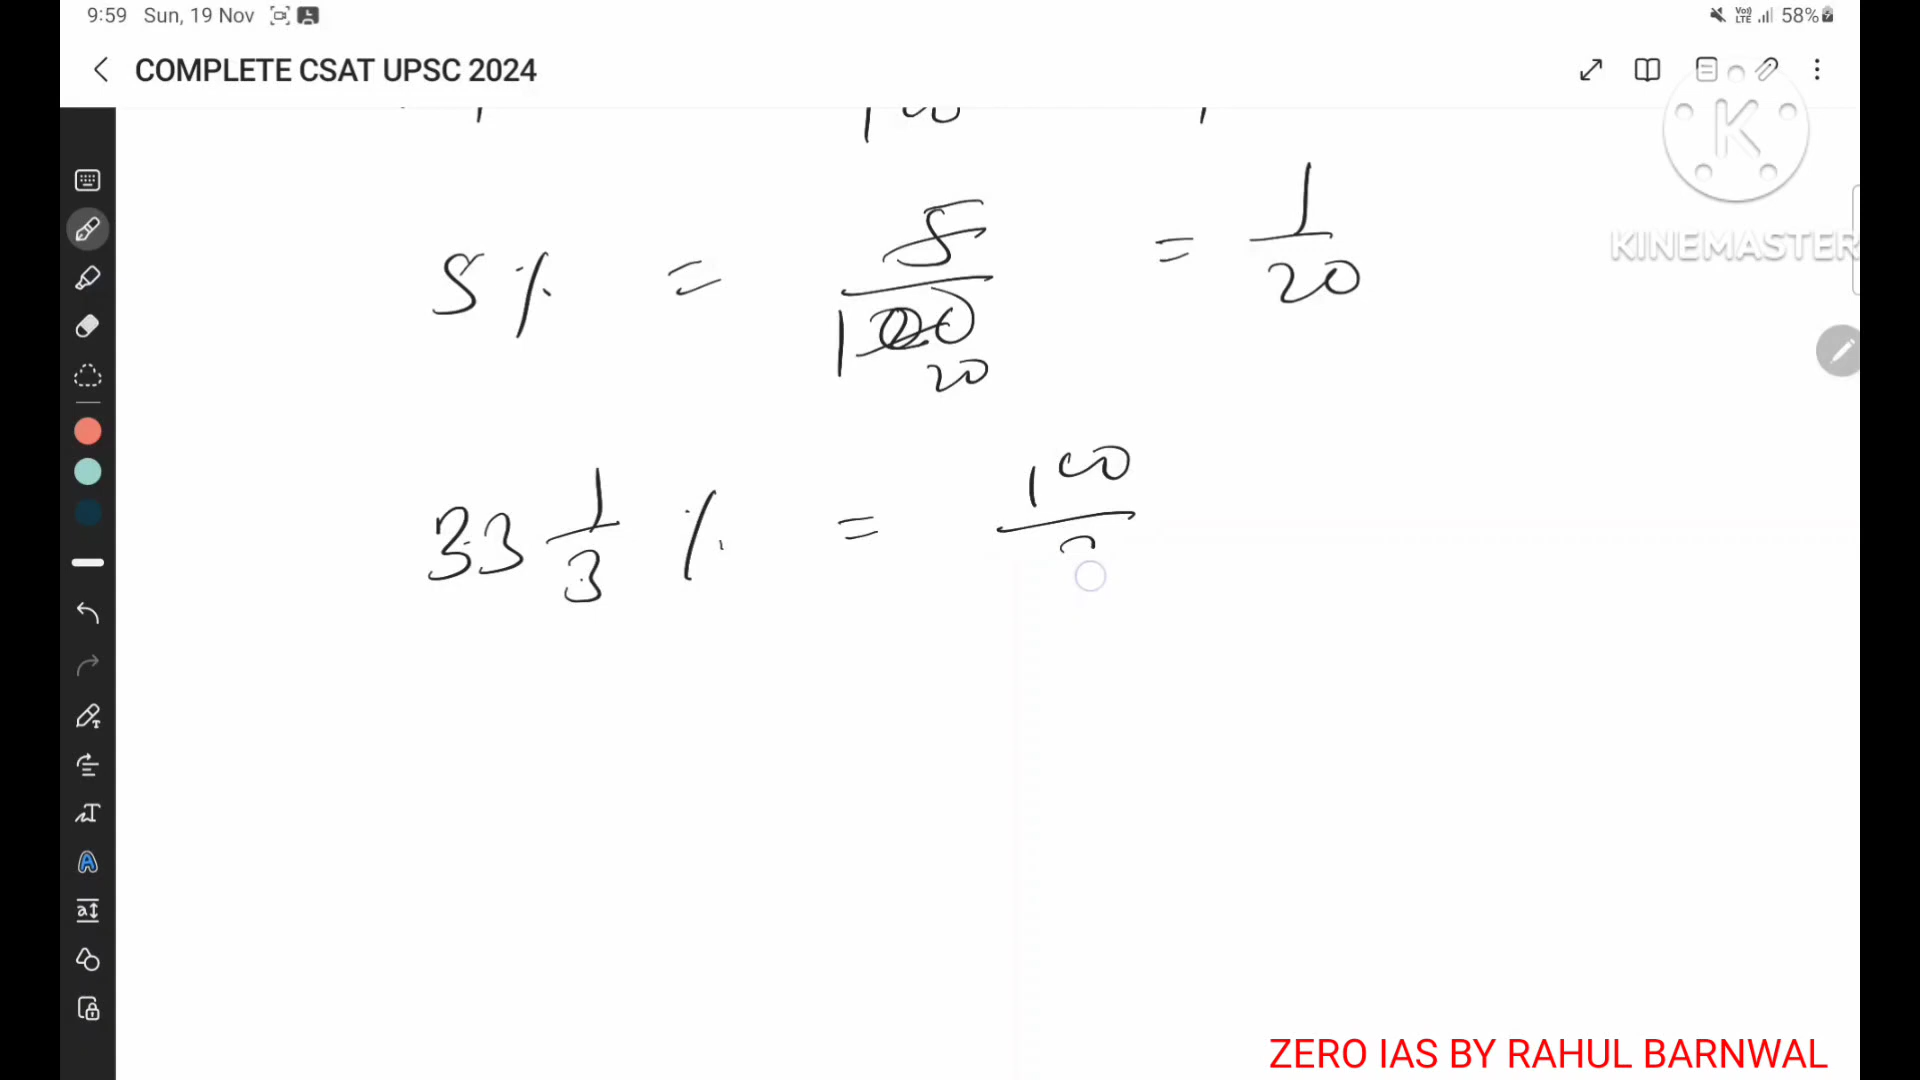 9:59 Sun, 19 Nov 58%
COMPLETE CSAT UPSC 2024
K
KINEMASTER
100
5% = 5/100 20 = 1/20
33 1/3 % = 100/
ZERO IAS BY RAHUL BARNWAL